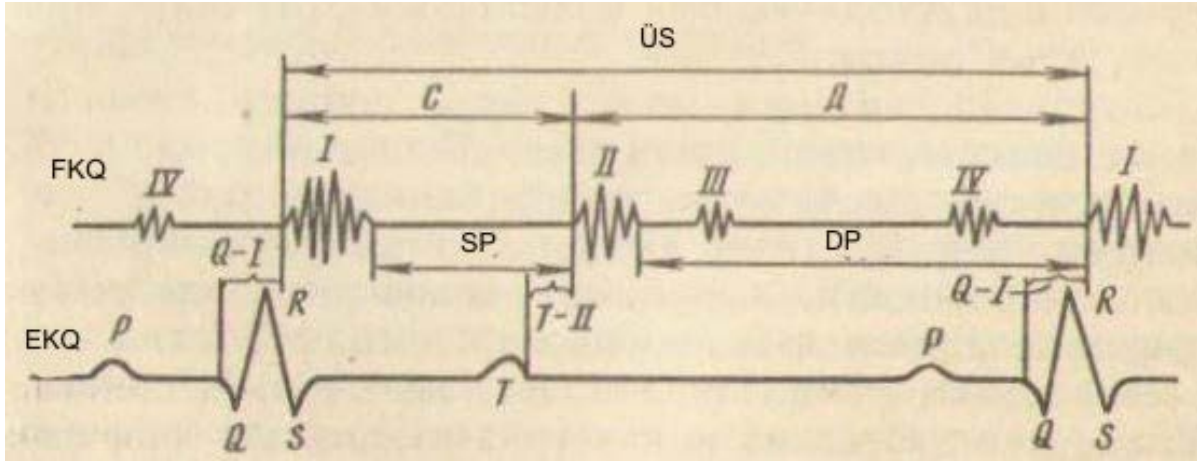 ÜS
С Д
FKQ IV I II III IV I
Q-I SP DP Q-I
R T-II R
EKQ P P
T
Q S Q S